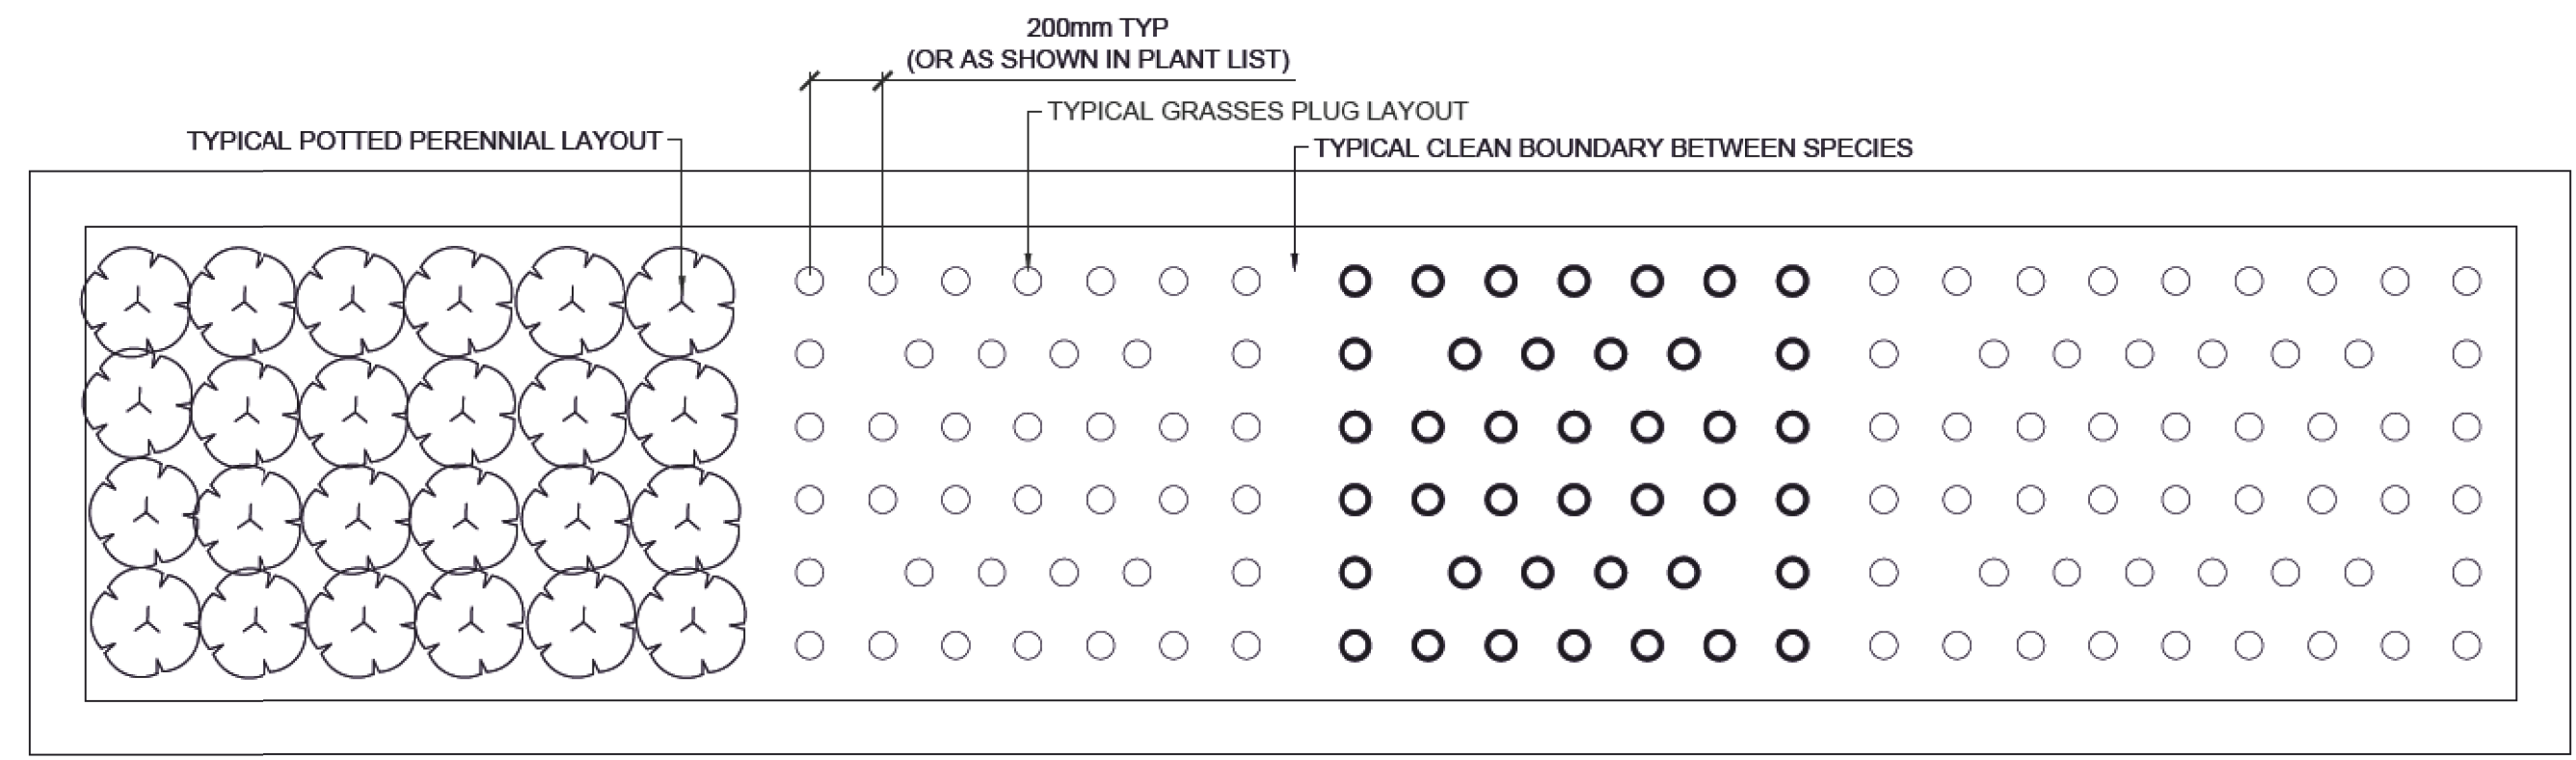 200mm TYP
(OR AS SHOWN IN PLANT LIST)
TYPICAL GRASSES PLUG LAYOUT
TYPICAL POTTED PERENNIAL LAYOUT
TYPICAL CLEAN BOUNDARY BETWEEN SPECIES